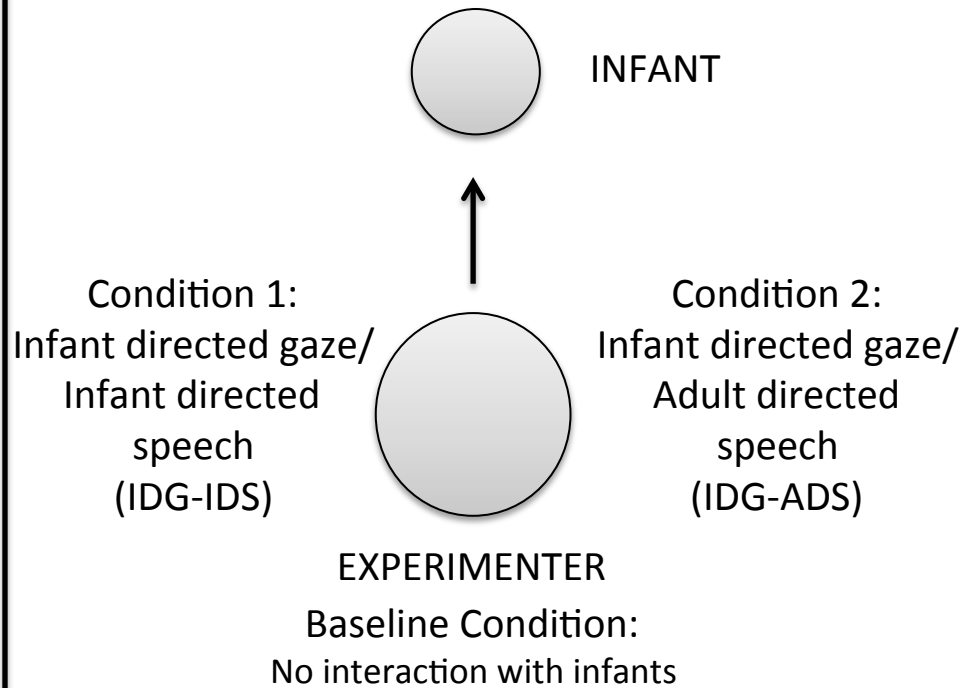 INFANT
Condition 1:
Infant directed gaze/
Infant directed
speech
(IDG-IDS)
Condition 2:
Infant directed gaze/
Adult directed
speech
(IDG-ADS)
EXPERIMENTER
Baseline Condition:
No interaction with infants